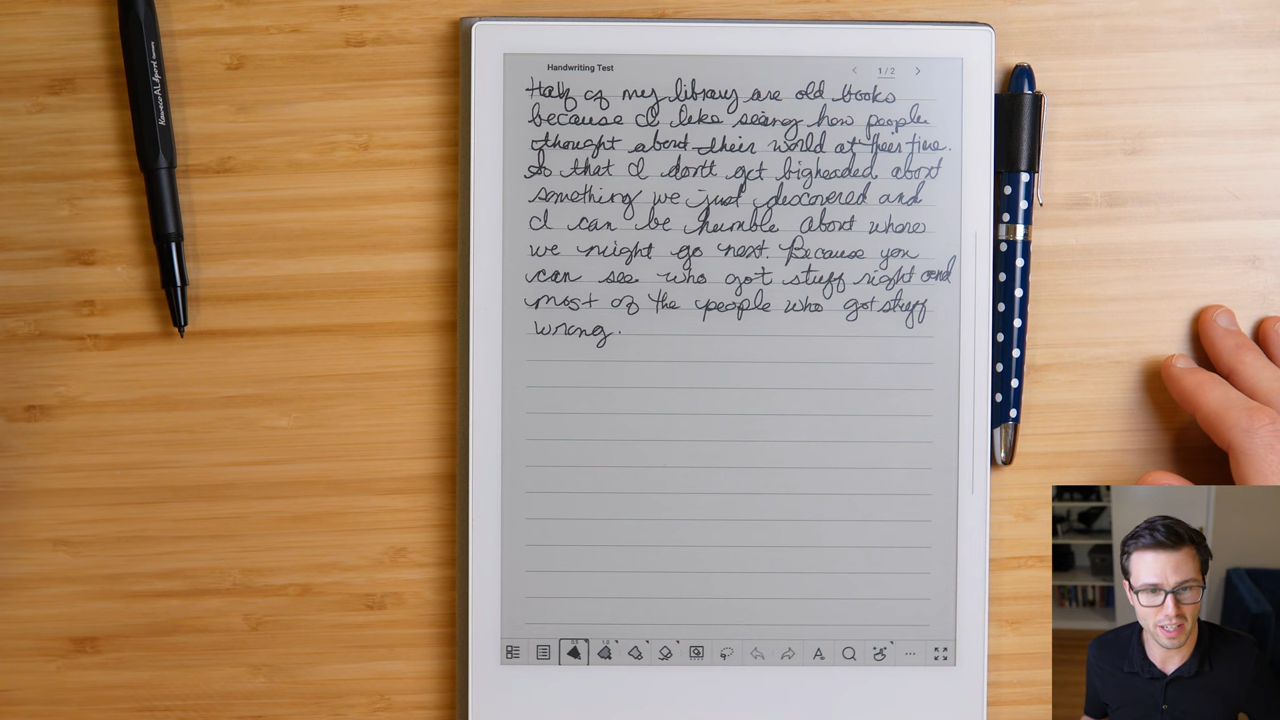 KawecoAL Sport
Handwriting Test
1/2
Half of my library are old books
because I like seeing how people
thought about their world at their time.
So that I don't get bigheaded about
something we just discovered and
I can be humble about where
we might go next. Because you
can see who got stuff right and
most of the people who got stuff
wrong.
A